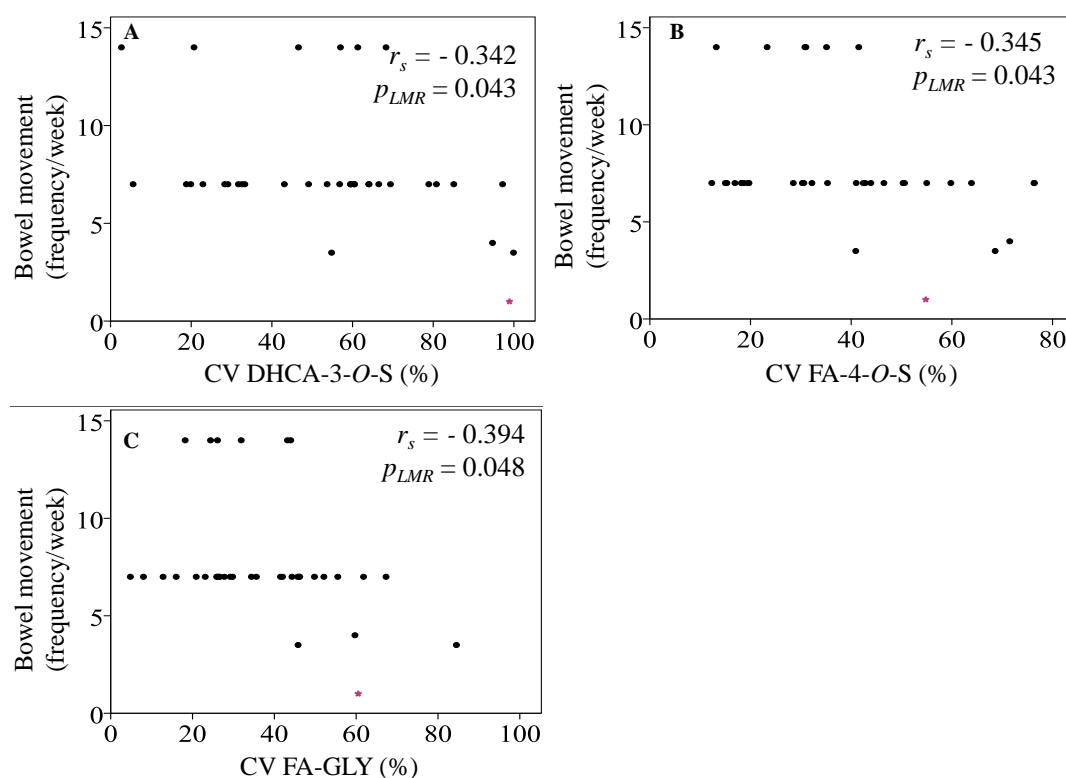 A
r_s = - 0.342
p_LMR = 0.043
Bowel movement
(frequency/week)
15
10
5
0
0 20 40 60 80 100
CV DHCA-3-O-S (%)
B
r_s = - 0.345
p_LMR = 0.043
Bowel movement
(frequency/week)
15
10
5
0
0 20 40 60 80
CV FA-4-O-S (%)
C
r_s = - 0.394
p_LMR = 0.048
Bowel movement
(frequency/week)
15
10
5
0
0 20 40 60 80 100
CV FA-GLY (%)